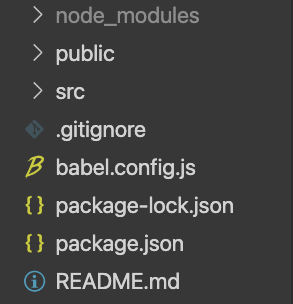 node_modules
public
src
.gitignore
babel.config.js
package-lock.json
package.json
README.md